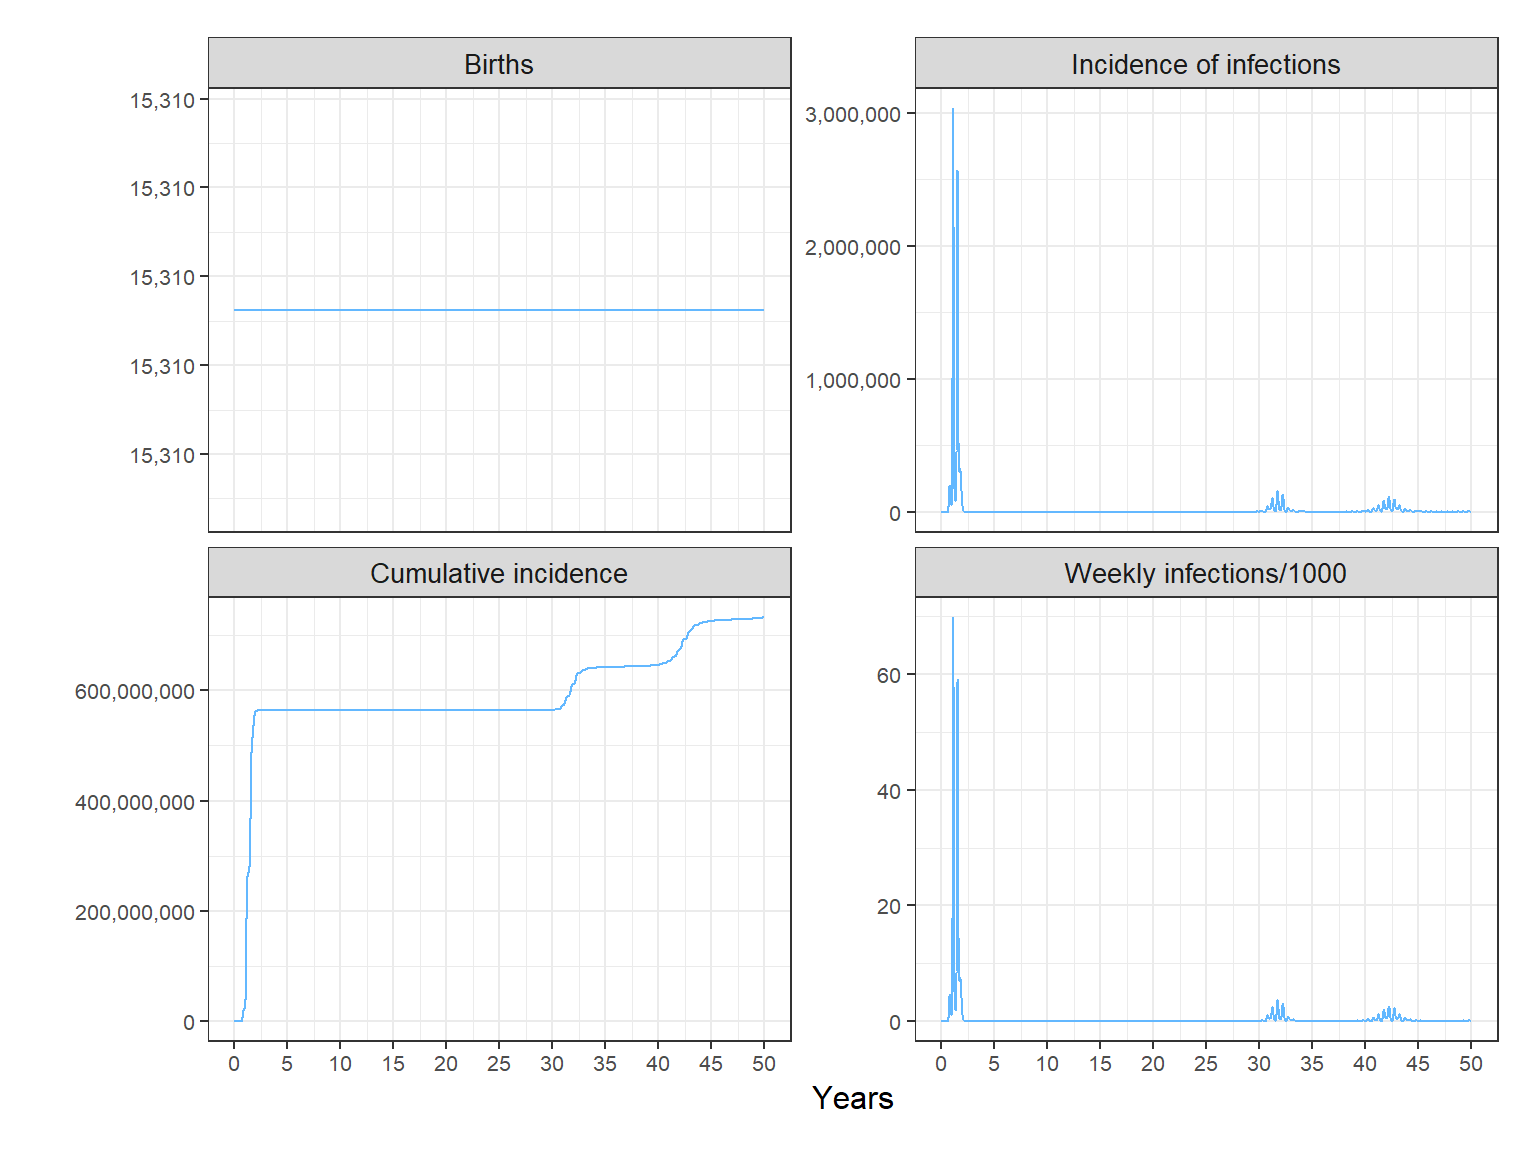 Births
15,310
15,310
15,310
15,310
15,310
Incidence of infections
3,000,000
2,000,000
1,000,000
0
Cumulative incidence
600,000,000
400,000,000
200,000,000
0
0 5 10 15 20 25 30 35 40 45 50
Weekly infections/1000
60
40
20
0
0 5 10 15 20 25 30 35 40 45 50
Years